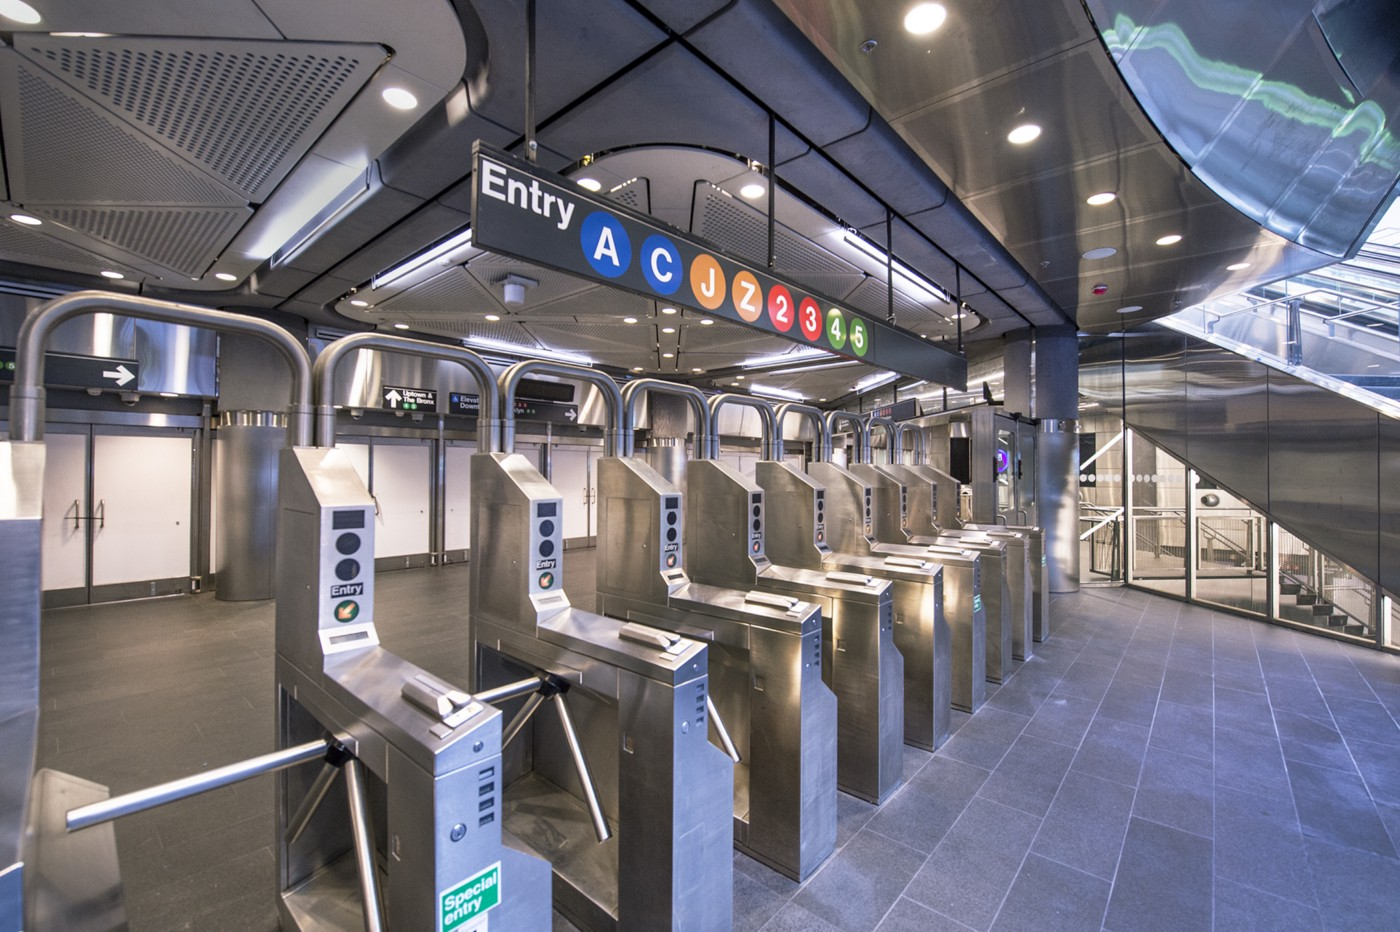 Entry A C J Z 2 3 4 5
Uptown &
The Bronx
Entry
Entry
Entry
Special
entry